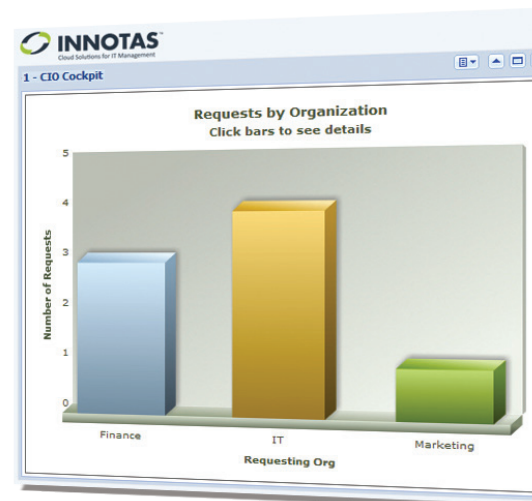 INNOTAS™
Cloud Solutions for IT Management
1 - CIO Cockpit
Requests by Organization
Click bars to see details
5
4
3
2
1
0
Number of Requests
Finance
IT
Marketing
Requesting Org